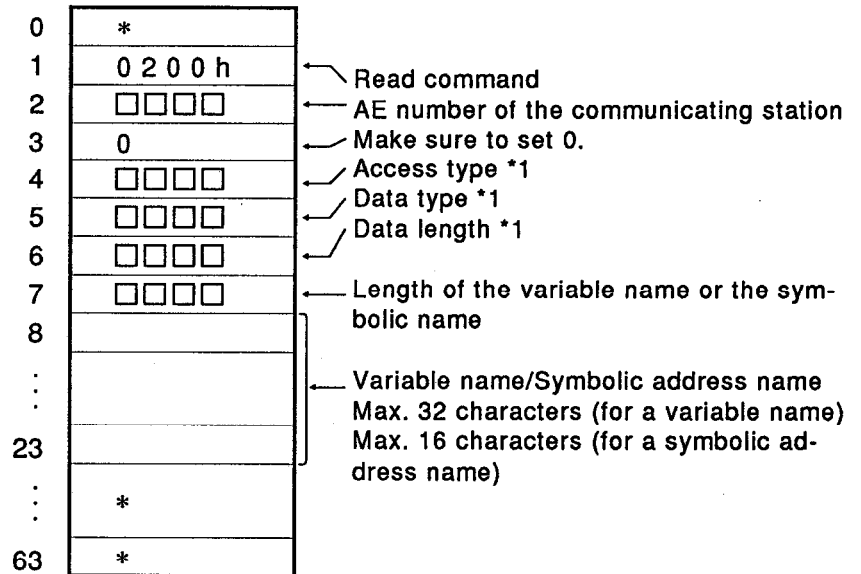 0 *
1 0200h Read command
2 □□□□ AE number of the communicating station
3 0 Make sure to set 0.
4 □□□□ Access type *1
5 □□□□ Data type *1
6 □□□□ Data length *1
7 □□□□ Length of the variable name or the sym-
bolic name
8
⋮ Variable name/Symbolic address name
Max. 32 characters (for a variable name)
23 Max. 16 characters (for a symbolic ad-
dress name)
⋮ *
63 *